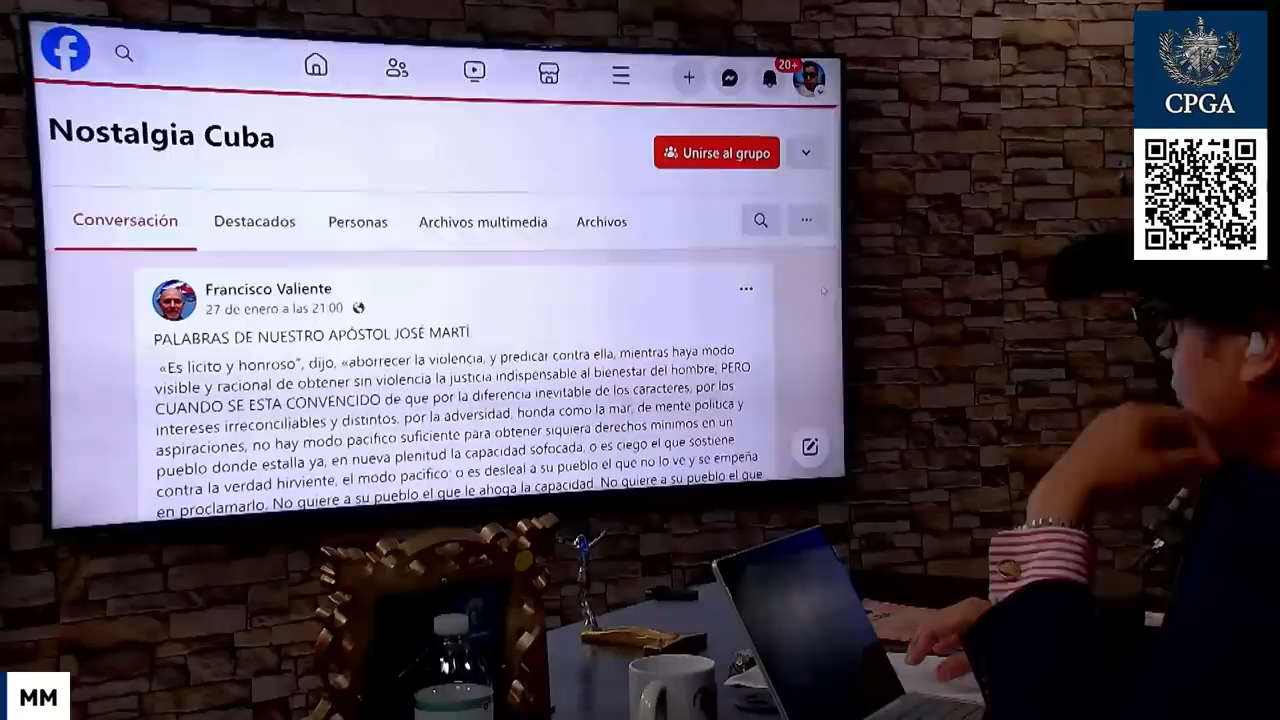 CPGA
20+
Nostalgia Cuba
Unirse al grupo
Conversación
Destacados
Personas
Archivos multimedia
Archivos
Francisco Valiente
27 de enero a las 21:00
PALABRAS DE NUESTRO APÓSTOL JOSÉ MARTÍ
«Es licito y honroso", dijo, «aborrecer la violencia, y predicar contra ella, mientras haya modo
visible y racional de obtener sin violencia la justicia indispensable al bienestar del hombre, PERO
CUANDO SE ESTA CONVENCIDO de que por la diferencia inevitable de los caracteres, por los
intereses irreconciliables y distintos, por la adversidad, honda como la mar, de mente politica y
aspiraciones, no hay modo pacifico suficiente para obtener siquiera derechos minimos en un
pueblo donde estalla ya, en nueva plenitud la capacidad sofocada, o es ciego el que sostiene
contra la verdad hirviente, el modo pacifico" o es desleal a su pueblo el que no lo ve y se empeña
en proclamarlo. No quiere a su pueblo el que le ahoga la capacidad. No quiere a su pueblo el que
MM